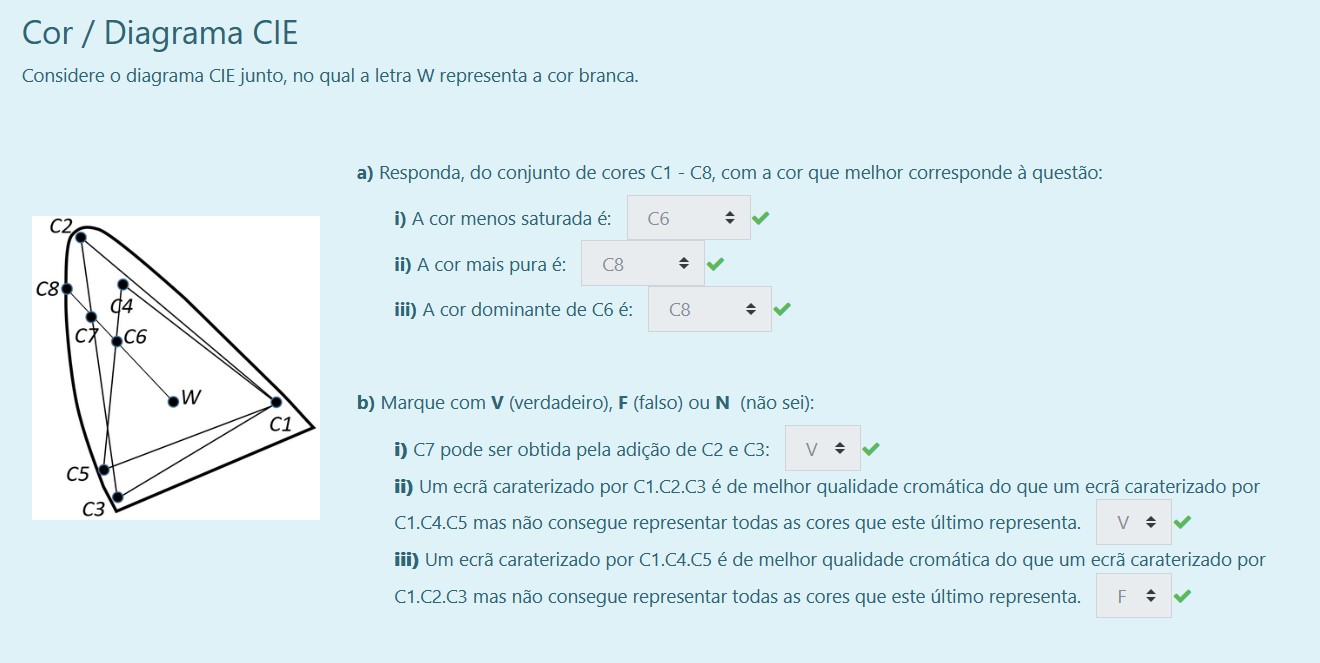 Cor / Diagrama CIE
Considere o diagrama CIE junto, no qual a letra W representa a cor branca.
C2
C8
C4
C7
C6
W
C1
C5
C3
a) Responda, do conjunto de cores C1 - C8, com a cor que melhor corresponde à questão:
i) A cor menos saturada é: C6
ii) A cor mais pura é: C8
iii) A cor dominante de C6 é: C8
b) Marque com V (verdadeiro), F (falso) ou N (não sei):
i) C7 pode ser obtida pela adição de C2 e C3: V
ii) Um ecrã caraterizado por C1.C2.C3 é de melhor qualidade cromática do que um ecrã caraterizado por
C1.C4.C5 mas não consegue representar todas as cores que este último representa. V
iii) Um ecrã caraterizado por C1.C4.C5 é de melhor qualidade cromática do que um ecrã caraterizado por
C1.C2.C3 mas não consegue representar todas as cores que este último representa. F